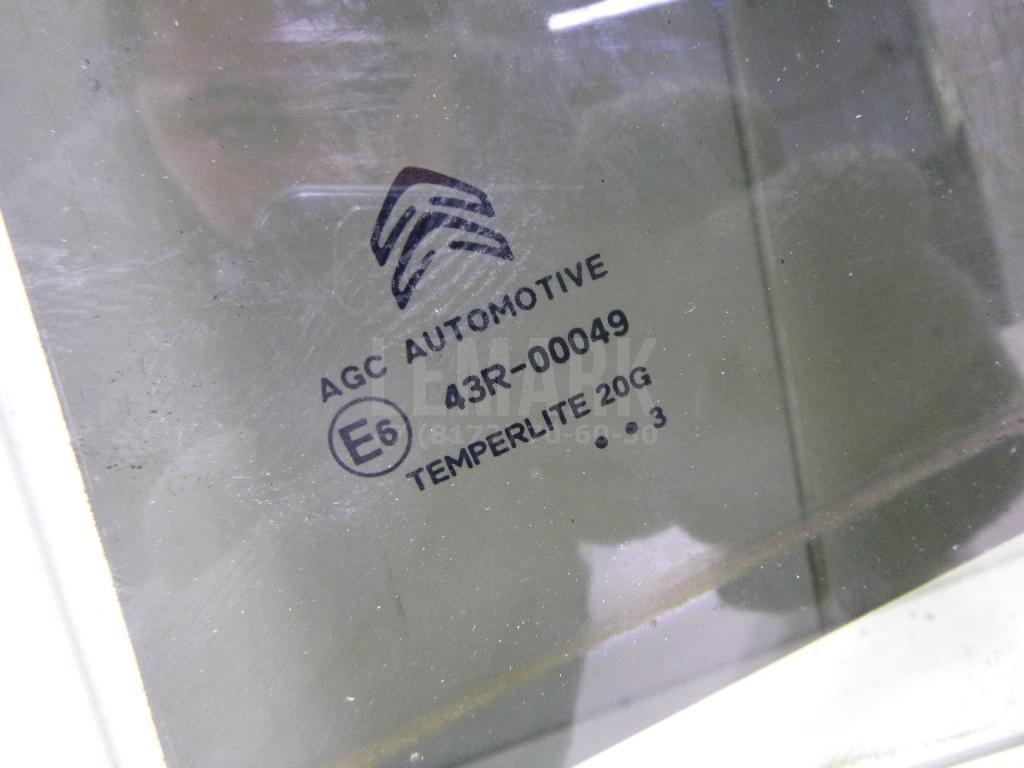 AGC AUTOMOTIVE
E6 43R-00049
TEMPERLITE 20G
• • 3
LEMARK